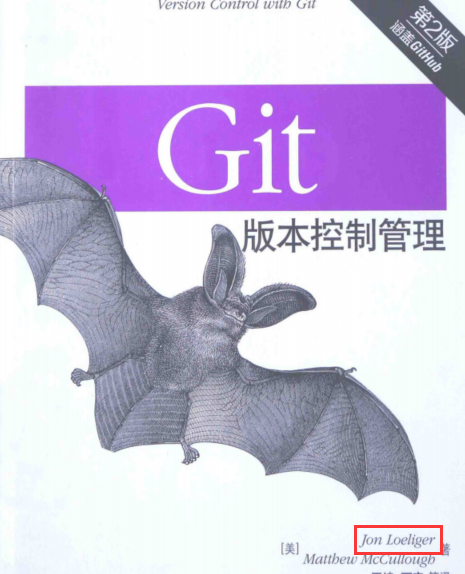 Version Control with Git
第2版
涵盖GitHub
Git
版本控制管理
Jon Loeliger
[美] 著
Matthew McCullough